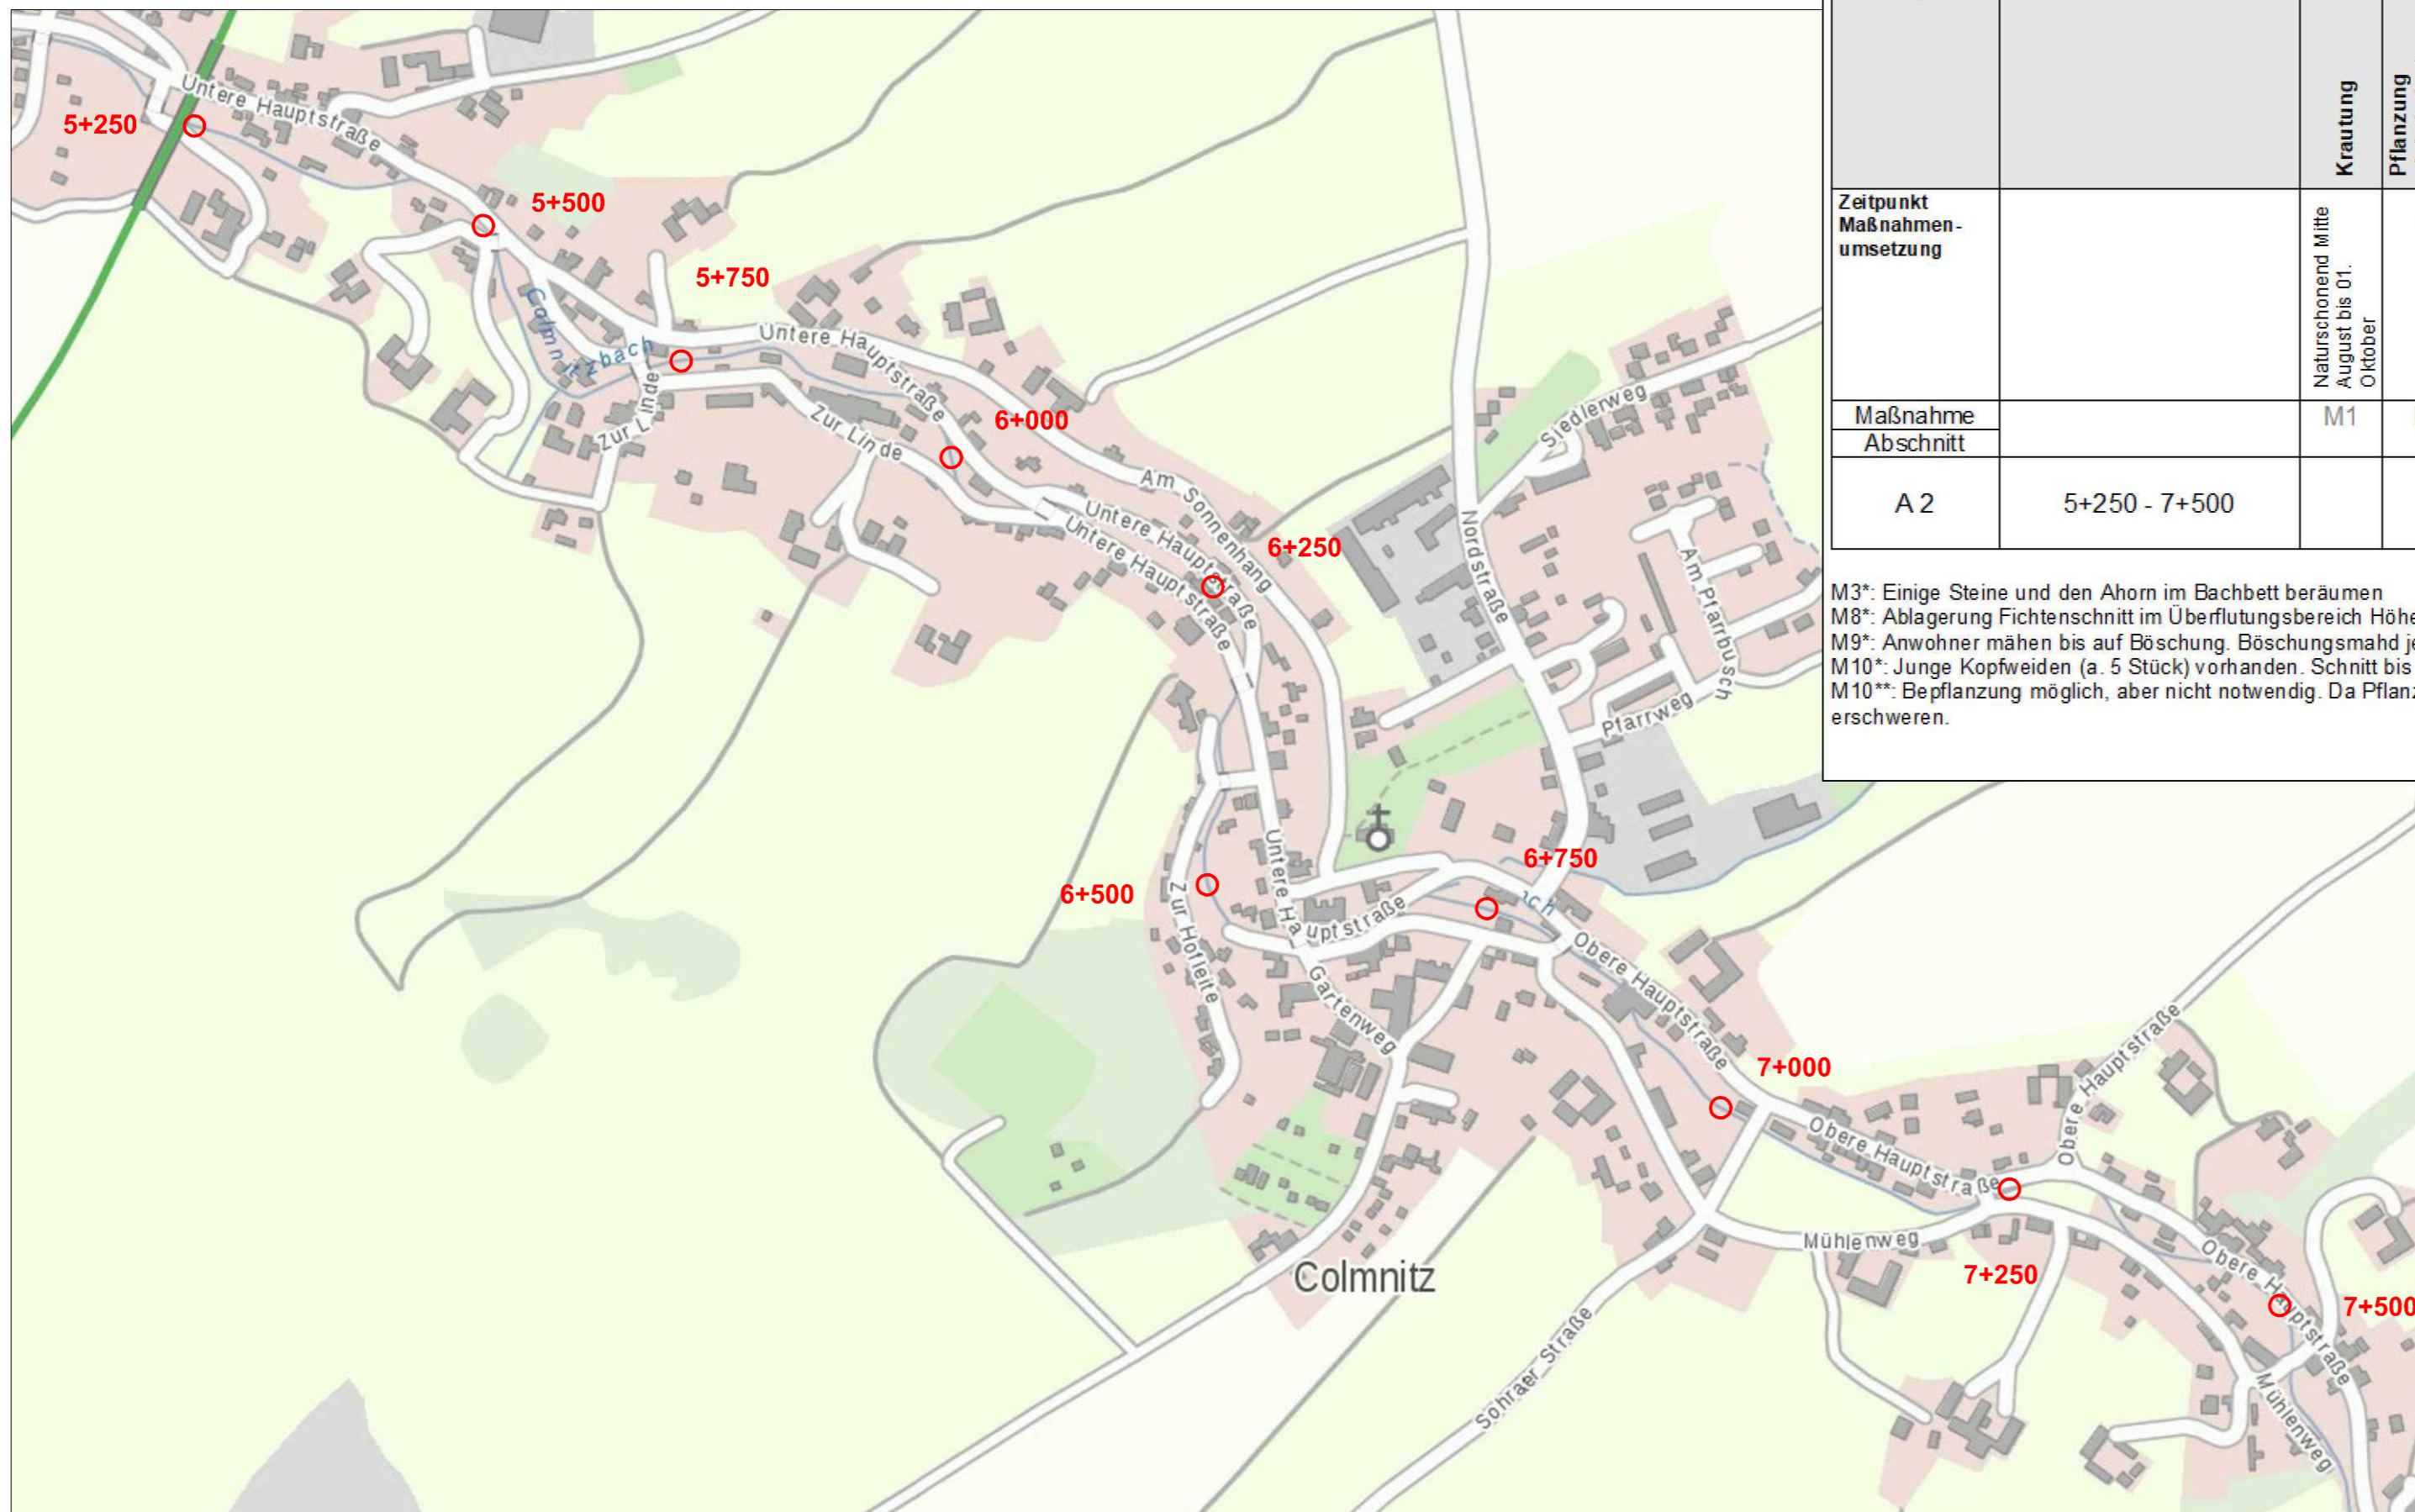 Untere Hauptstraße
5+250
5+500
5+750
Colmnitzbach
Untere Hauptstraße
6+000
Zur Linde
Zur Linde
Am Sonnenhang
Untere Hauptstraße
Untere Hauptstraße
6+250
Nordstraße
Siedlerweg
Am Pfarrbusch
Pfarrweg
6+500
Zur Hofleite
Untere Hauptstraße
6+750
ch
Gartenweg
Obere Hauptstraße
7+000
Obere Hauptstraße
Obere Hauptstraße
Mühlenweg
7+250
Colmnitz
Sohraer Straße
Obere Hauptstraße
7+500
Mühlenweg
Krautung
Pflanzung
Zeitpunkt
Maßnahmen-
umsetzung
Naturschonend Mitte
August bis 01.
Oktober
Maßnahme
M1
Abschnitt
A 2
5+250 - 7+500
M3*: Einige Steine und den Ahorn im Bachbett beräumen
M8*: Ablagerung Fichtenschnitt im Überflutungsbereich Höhe
M9*: Anwohner mähen bis auf Böschung. Böschungsmahd je
M10*: Junge Kopfweiden (a. 5 Stück) vorhanden. Schnitt bis
M10**: Bepflanzung möglich, aber nicht notwendig. Da Pflanz
erschweren.